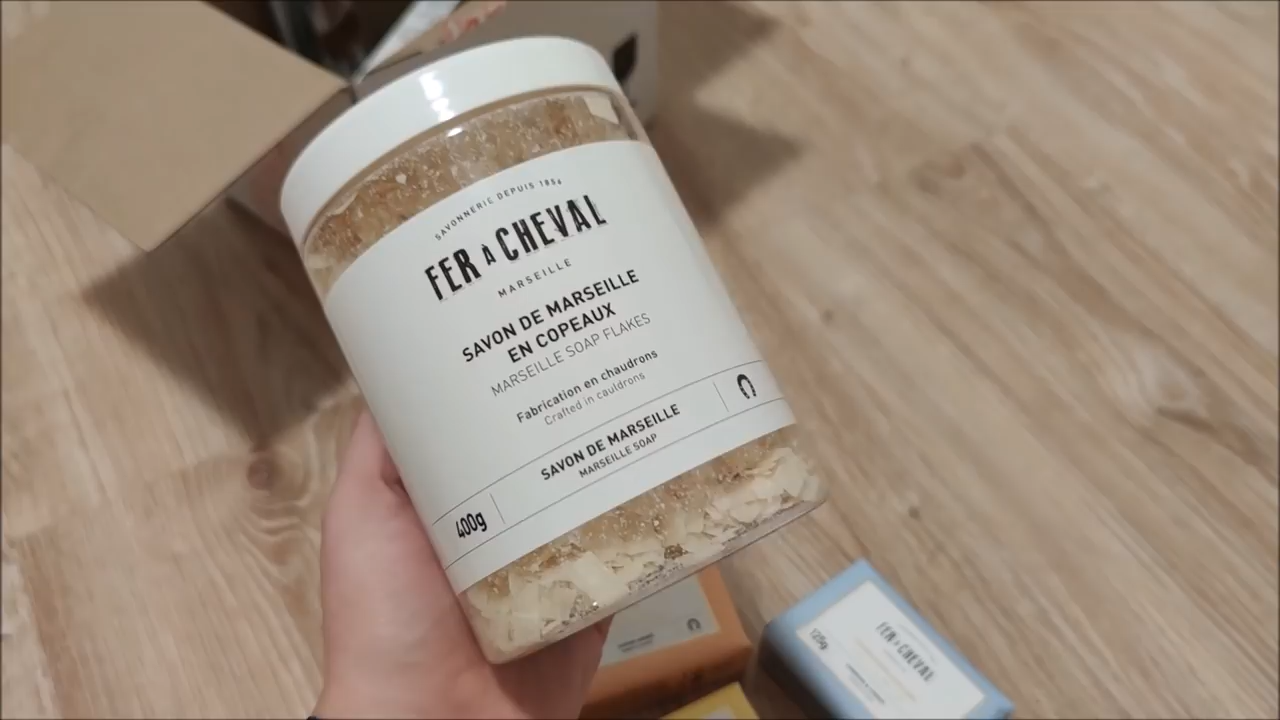 SAVONNERIE DEPUIS 1856
FER À CHEVAL
MARSEILLE
SAVON DE MARSEILLE
EN COPEAUX
MARSEILLE SOAP FLAKES
Fabrication en chaudrons
Crafted in cauldrons
SAVON DE MARSEILLE
MARSEILLE SOAP
400g
FER À CHEVAL
125g